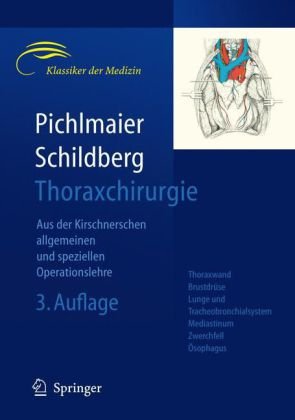 Klassiker der Medizin
Pichlmaier
Schildberg
Thoraxchirurgie
Aus der Kirschnerschen
allgemeinen
und speziellen
Operationslehre
3. Auflage
Thoraxwand
Brustdrüse
Lunge und
Tracheobronchialsystem
Mediastinum
Zwerchfell
Ösophagus
Springer